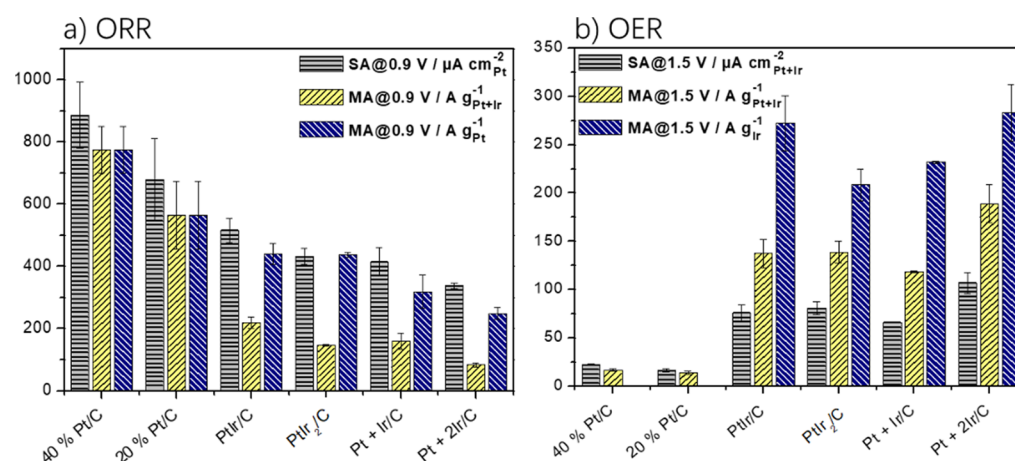 a) ORR
SA@0.9 V / μA cm⁻²Pt
MA@0.9 V / A g⁻¹Pt+Ir
MA@0.9 V / A g⁻¹Pt
1000
800
600
400
200
0
40 % Pt/C
20 % Pt/C
PtIr/C
PtIr₂/C
Pt + Ir/C
Pt + 2Ir/C
b) OER
SA@1.5 V / μA cm⁻²Pt+Ir
MA@1.5 V / A g⁻¹Pt+Ir
MA@1.5 V / A g⁻¹Ir
350
300
250
200
150
100
50
0
40 % Pt/C
20 % Pt/C
PtIr/C
PtIr₂/C
Pt + Ir/C
Pt + 2Ir/C